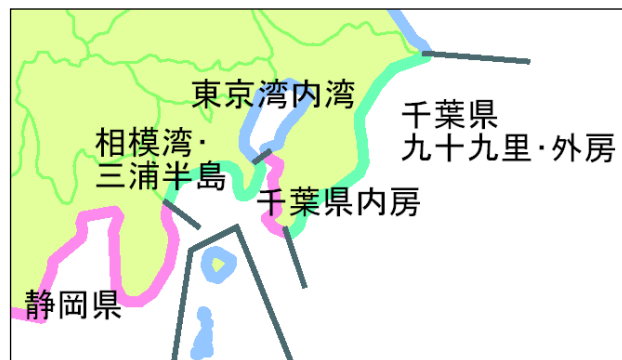 東京湾内湾
千葉県
九十九里･外房
相模湾･
三浦半島
千葉県内房
静岡県